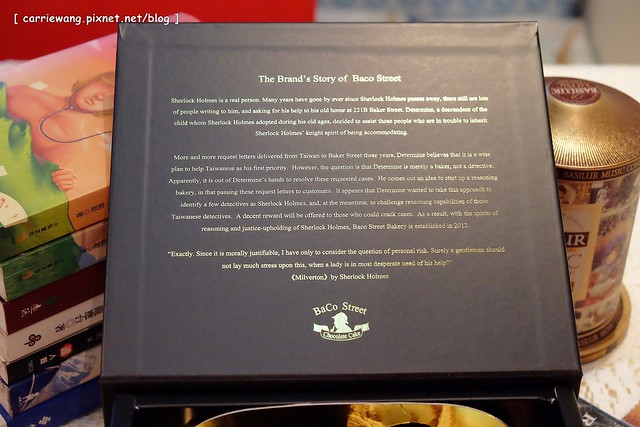 [ carriewang.pixnet.net/blog ]
The Brand's Story of Baco Street
Sherlock Holmes is a real person. Many years have gone by ever since Sherlock Holmes passes away, there still are lots
of people writing to him, and asking for his help to his old home at 221B Baker Street. Determine, a descendent of the
child whom Sherlock Holmes adopted during his old ages, decided to assist those people who are in trouble to inherit
Sherlock Holmes' knight spirit of being accommodating.
More and more request letters delivered from Taiwan to Baker Street these years, Determine believes that it is a wise
plan to help Taiwanese as his first priority. However, the question is that Determine is merely a baker, not a detective.
Apparently, it is out of Determine's hands to resolve these requested cases. He comes out an idea to start up a reasoning
bakery, in that passing these request letters to customers. It appears that Determine wanted to take this approach to
identify a few detectives as Sherlock Holmes, and, at the meantime, to challenge reasoning capabilities of those
Taiwanese detectives. A decent reward will be offered to those who could crack cases. As a result, with the spirits of
reasoning and justice-upholding of Sherlock Holmes, Baco Street Bakery is established in 2012.
"Exactly. Since it is morally justifiable, I have only to consider the question of personal risk. Surely a gentleman should
not lay much stress upon this, when a lady is in most desperate need of his help?"
《Milverton》by Sherlock Holmes
BaCo Street
Chocolate Cake
BASILUR
BASILUR MUSIC